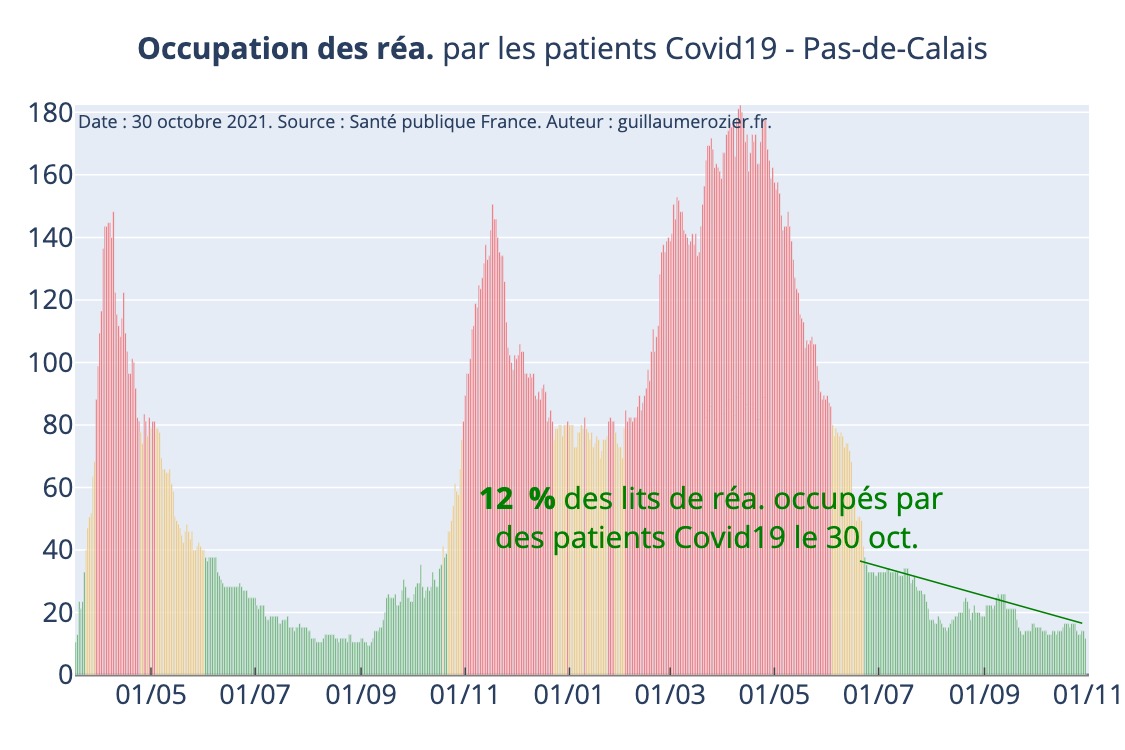 Occupation des réa. par les patients Covid19 - Pas-de-Calais
180
Date : 30 octobre 2021. Source : Santé publique France. Auteur : guillaumerozier.fr.
160
140
120
100
80
60
12 % des lits de réa. occupés par
des patients Covid19 le 30 oct.
40
20
0
01/05 01/07 01/09 01/11 01/01 01/03 01/05 01/07 01/09 01/11